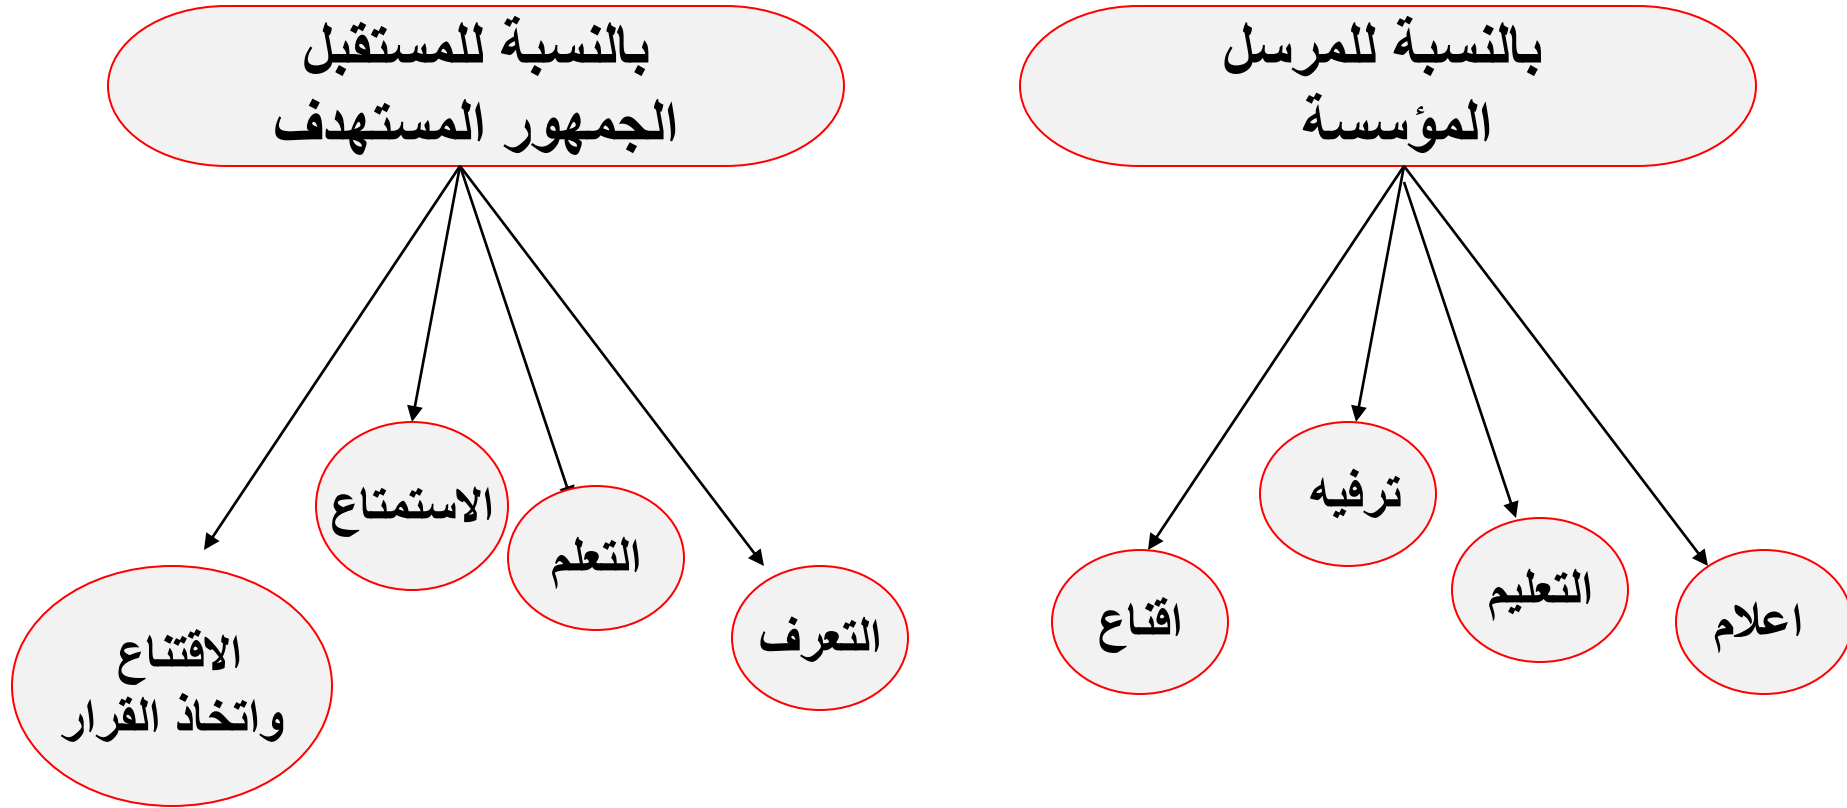 بالنسبة للمرسل
المؤسسة
بالنسبة للمستقبل
الجمهور المستهدف
اعلام
التعليم
ترفيه
اقناع
التعرف
التعلم
الاستمتاع
الاقتناع
واتخاذ القرار